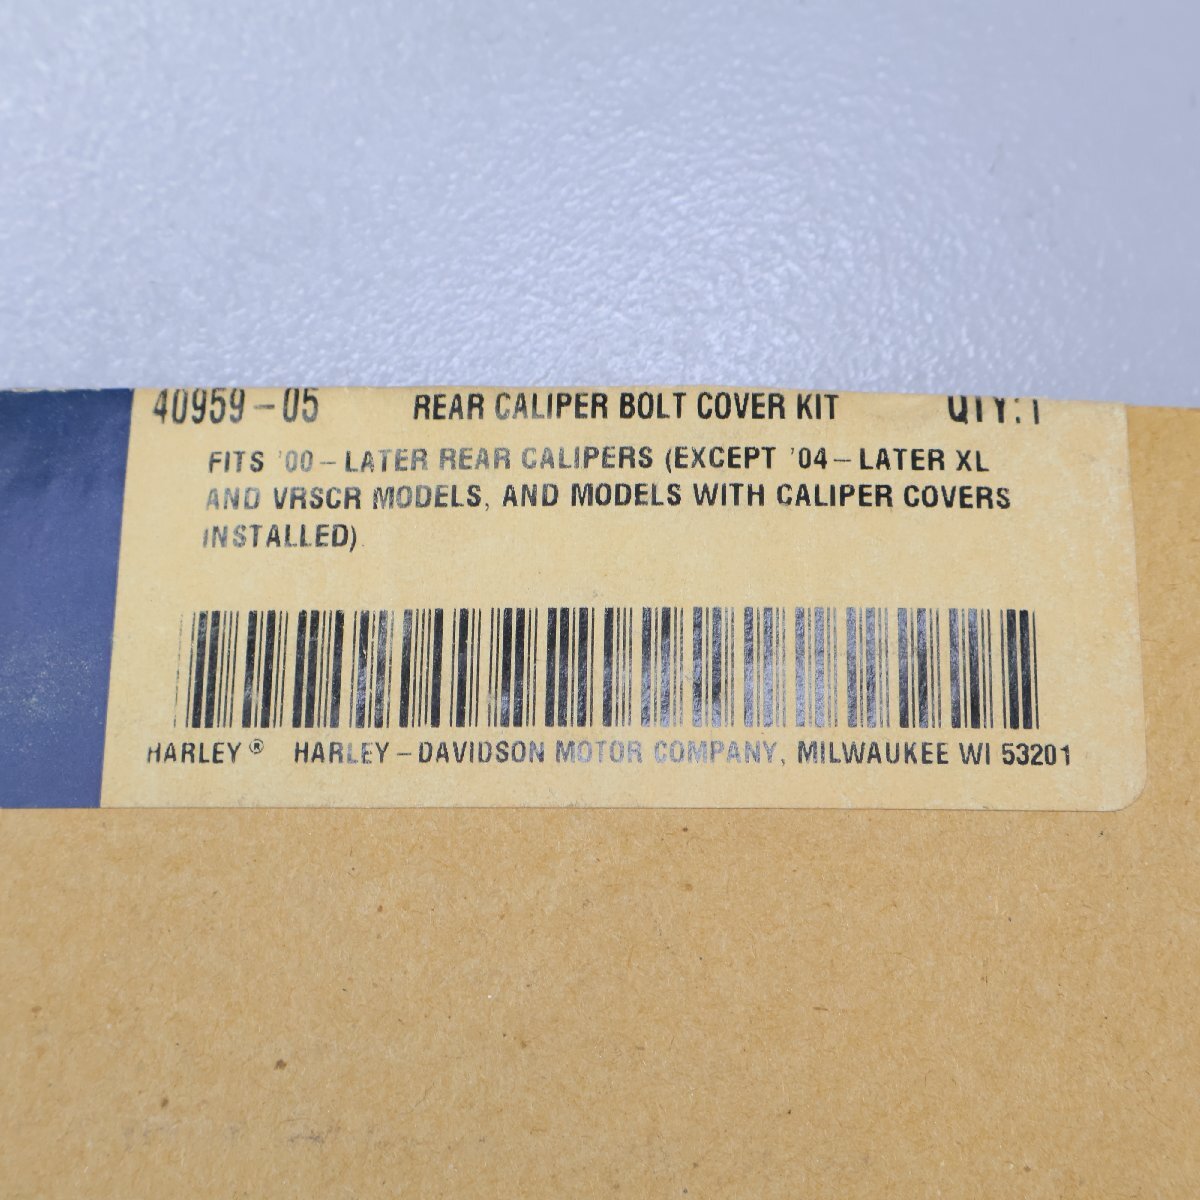 40959-05 REAR CALIPER BOLT COVER KIT QTY:1
FITS '00-LATER REAR CALIPERS (EXCEPT '04-LATER XL
AND VRSCR MODELS, AND MODELS WITH CALIPER COVERS
INSTALLED).
HARLEY® HARLEY-DAVIDSON MOTOR COMPANY, MILWAUKEE WI 53201